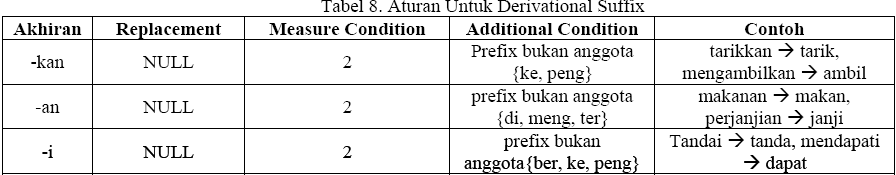 Tabel 8. Aturan Untuk Derivational Suffix
Akhiran Replacement Measure Condition Additional Condition Contoh
-kan NULL 2 Prefix bukan anggota {ke, peng} tarikkan → tarik, mengambilkan → ambil
-an NULL 2 prefix bukan anggota {di, meng, ter} makanan → makan, perjanjian → janji
-i NULL 2 prefix bukan anggota{ber, ke, peng} Tandai → tanda, mendapati → dapat